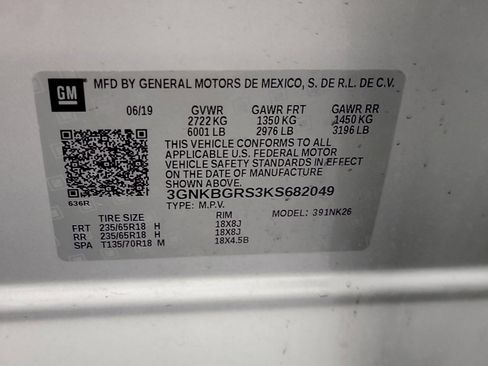 GM
MFD BY GENERAL MOTORS DE MEXICO, S. DE R.L. DE C.V.
06/19 GVWR GAWR FRT GAWR RR
2722 KG 1350 KG 1450 KG
6001 LB 2976 LB 3196 LB
THIS VEHICLE CONFORMS TO ALL
APPLICABLE U.S. FEDERAL MOTOR
VEHICLE SAFETY STANDARDS IN EFFECT
ON THE DATE OF MANUFACTURE
SHOWN ABOVE.
3GNKBGRS3KS682049
636R TYPE: M.P.V. MODEL: 391NK26
TIRE SIZE RIM
FRT 235/65R18 H 18X8J
RR 235/65R18 H 18X8J
SPA T135/70R18 M 18X4.5B